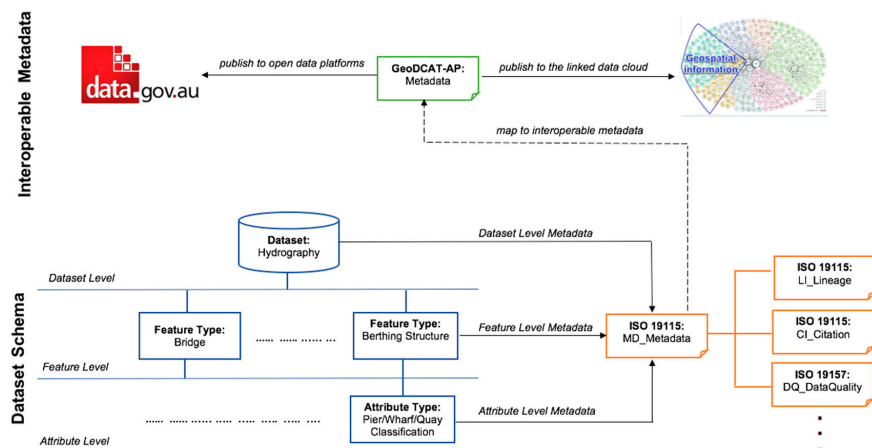 Interoperable Metadata
data.gov.au
publish to open data platforms
GeoDCAT-AP:
Metadata
publish to the linked data cloud
Geospatial
information
map to interoperable metadata
Dataset Schema
Dataset:
Hydrography
Dataset Level Metadata
Dataset Level
Feature Type:
Bridge
...... ...... ...... ...
Feature Type:
Berthing Structure
Feature Level Metadata
ISO 19115:
MD_Metadata
ISO 19115:
LI_Lineage
ISO 19115:
CI_Citation
ISO 19157:
DQ_DataQuality
Feature Level
Attribute Type:
Pier/Wharf/Quay
Classification
Attribute Level Metadata
Attribute Level